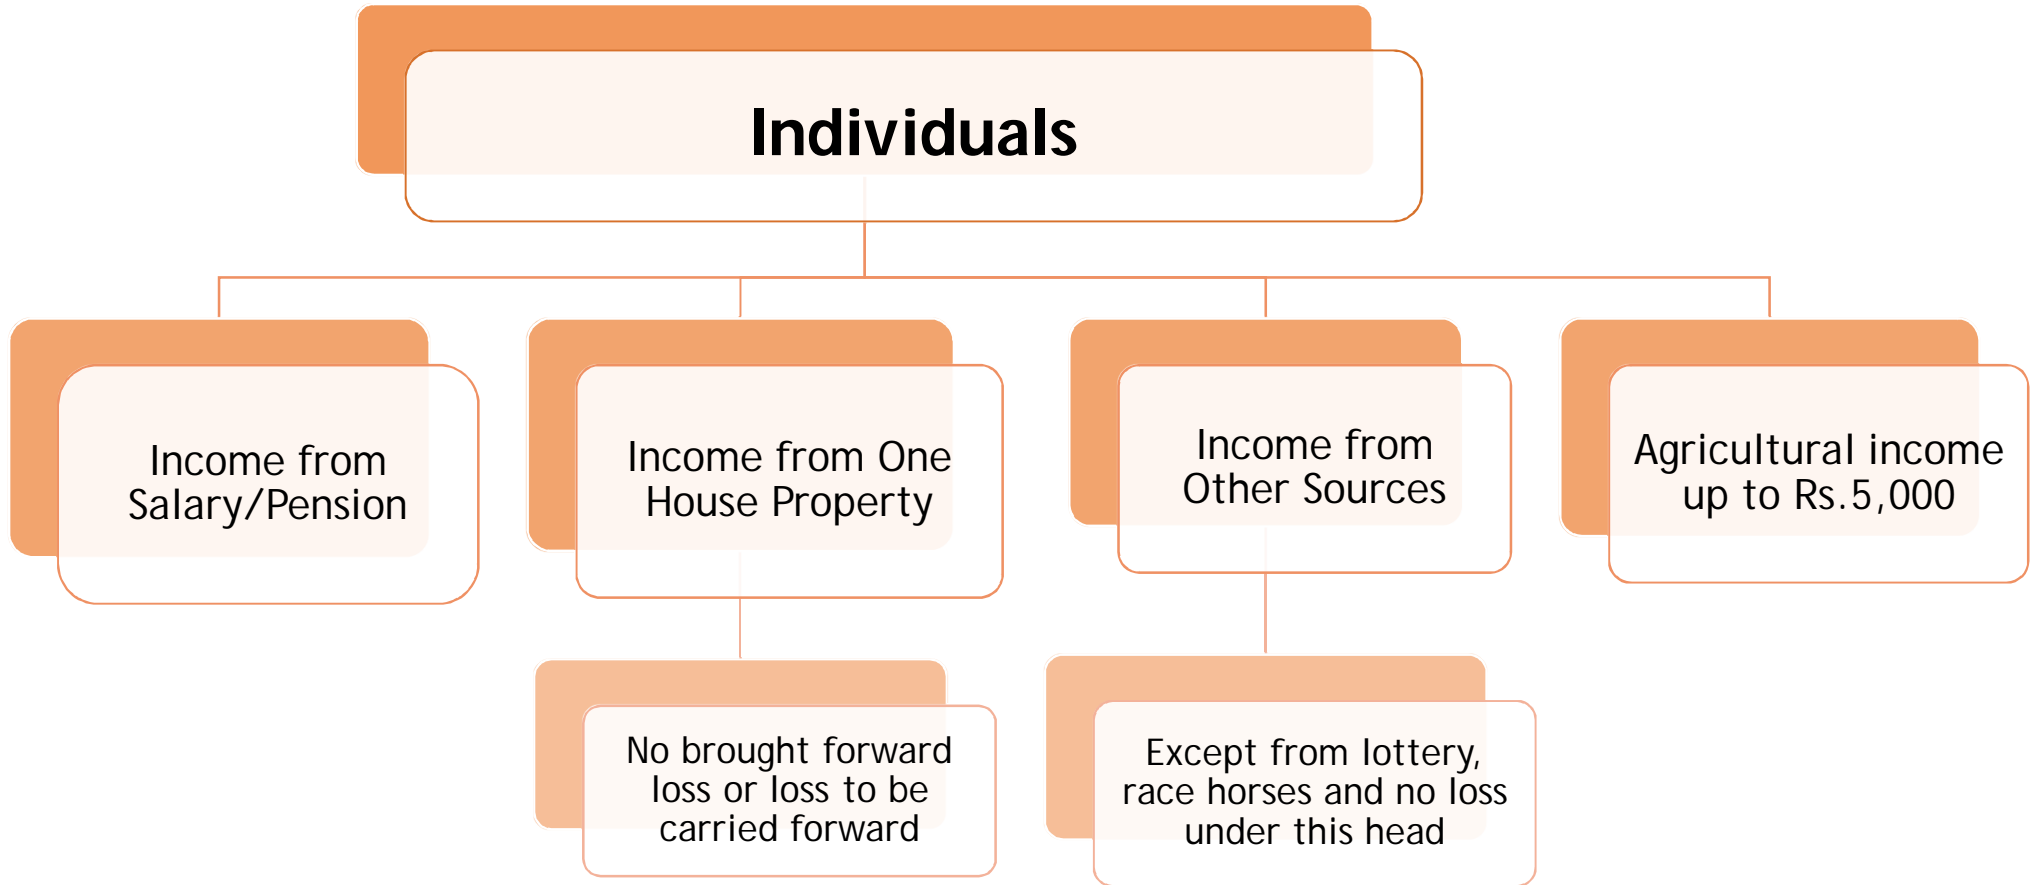 Individuals
Income from
Salary/Pension
Income from One
House Property
Income from
Other Sources
Agricultural income
up to Rs.5,000
No brought forward
loss or loss to be
carried forward
Except from lottery,
race horses and no loss
under this head